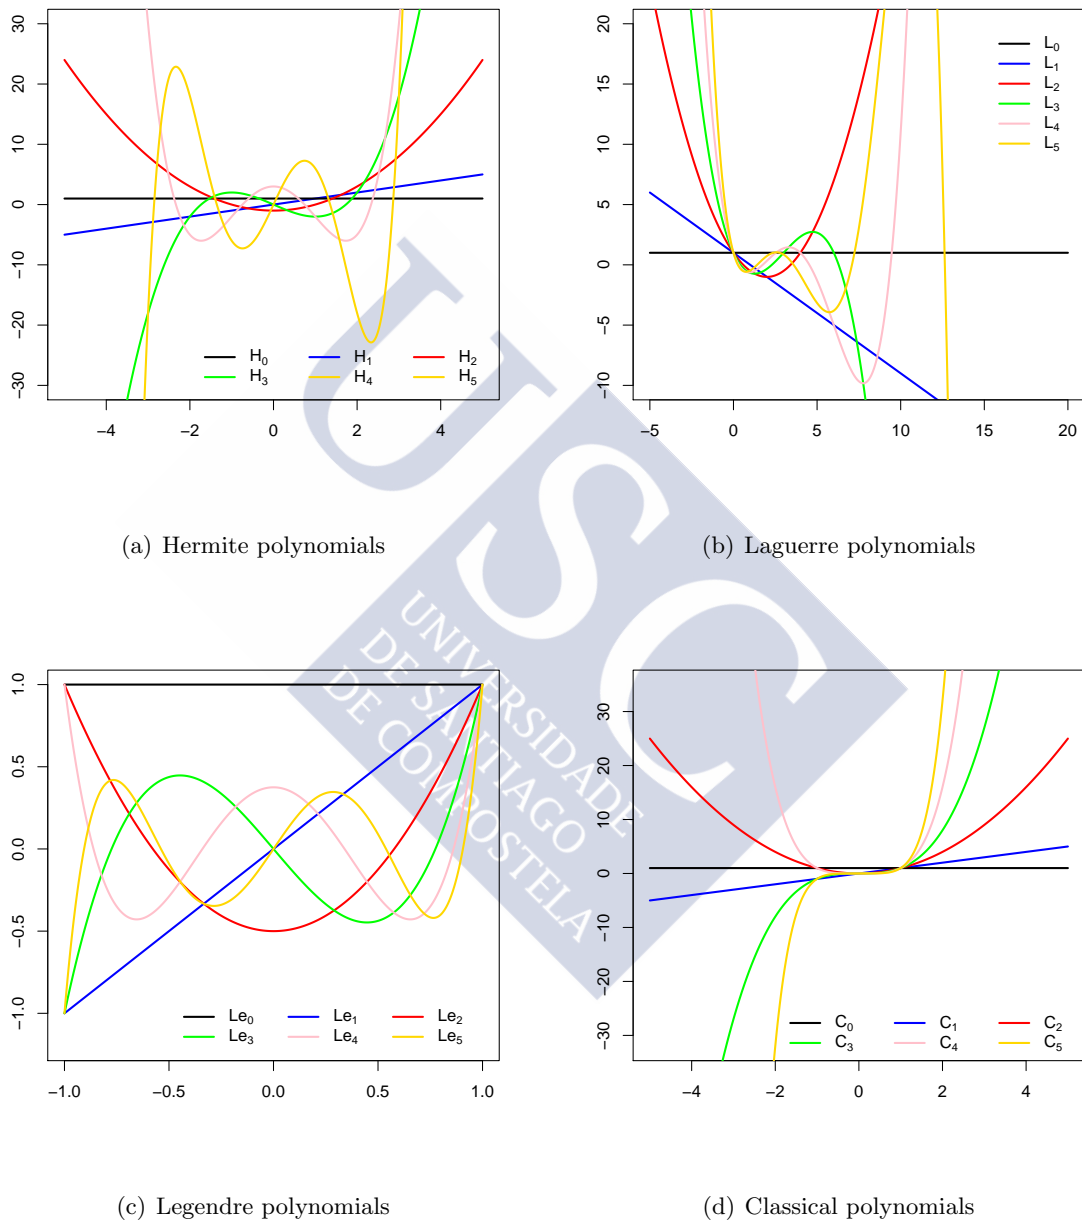 30
20
10
0
−10
−20
−30
−4 −2 0 2 4
H0 H1 H2
H3 H4 H5
(a) Hermite polynomials
20
15
10
5
0
−5
−10
−5 0 5 10 15 20
L0
L1
L2
L3
L4
L5
(b) Laguerre polynomials
1.0
0.5
0.0
−0.5
−1.0
−1.0 −0.5 0.0 0.5 1.0
Le0 Le1 Le2
Le3 Le4 Le5
(c) Legendre polynomials
30
20
10
0
−10
−20
−30
−4 −2 0 2 4
C0 C1 C2
C3 C4 C5
(d) Classical polynomials
USC
UNIVERSIDADE
DE SANTIAGO
DE COMPOSTELA